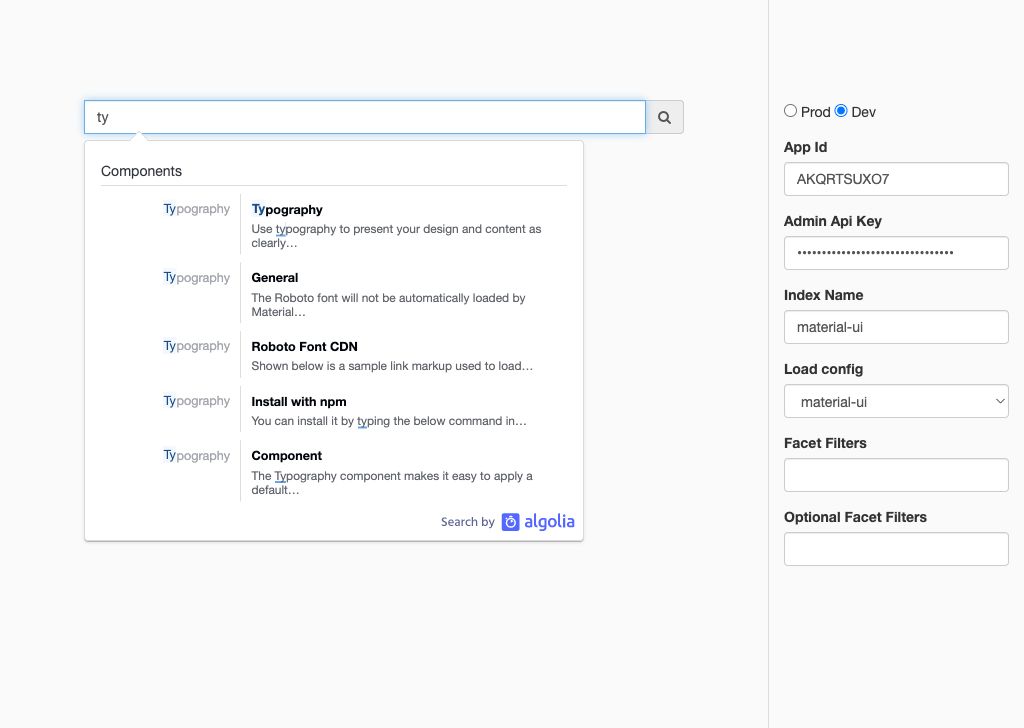 ty
Components
Typography
Typography
Use typography to present your design and content as
clearly…
Typography
General
The Roboto font will not be automatically loaded by
Material…
Typography
Roboto Font CDN
Shown below is a sample link markup used to load…
Typography
Install with npm
You can install it by typing the below command in…
Typography
Component
The Typography component makes it easy to apply a
default…
Search by algolia
Prod Dev
App Id
AKQRTSUXO7
Admin Api Key
••••••••••••••••••••••••••••••••
Index Name
material-ui
Load config
material-ui
Facet Filters
Optional Facet Filters